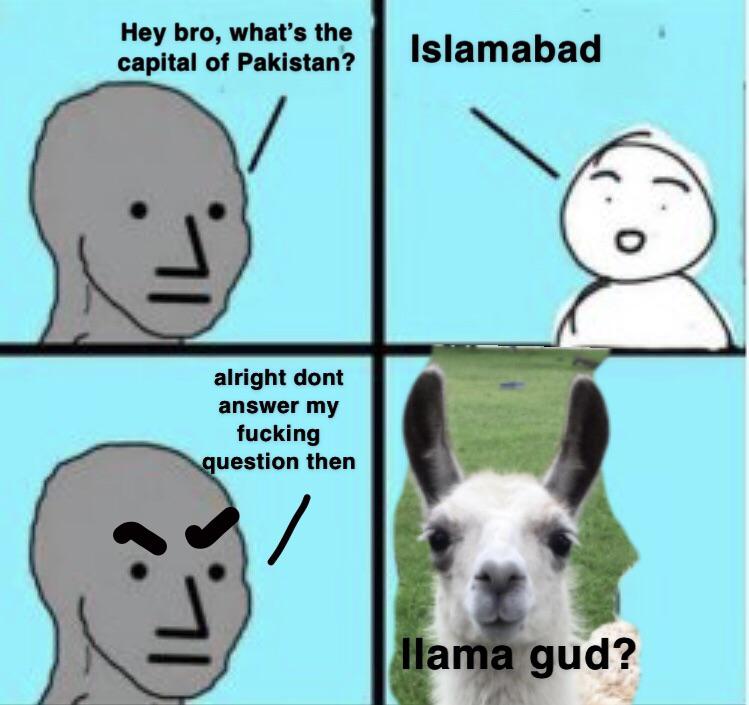 Hey bro, what's the
capital of Pakistan?
Islamabad
alright dont
answer my
fucking
question then
llama gud?